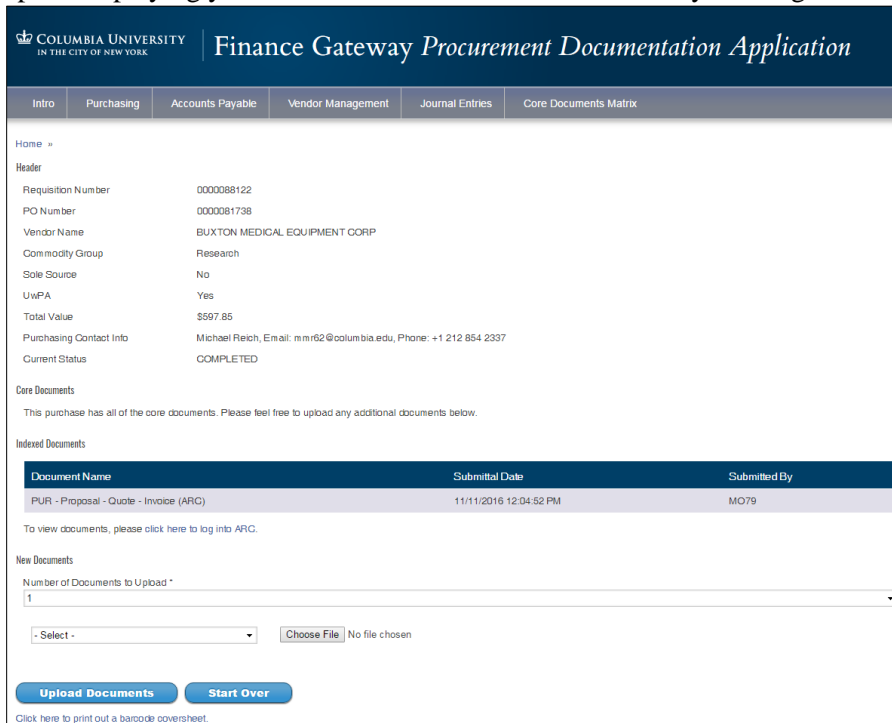 COLUMBIA UNIVERSITY
IN THE CITY OF NEW YORK
Finance Gateway Procurement Documentation Application
Intro Purchasing Accounts Payable Vendor Management Journal Entries Core Documents Matrix
Home »
Header
Requisition Number 0000088122
PO Number 0000081738
Vendor Name BUXTON MEDICAL EQUIPMENT CORP
Commodity Group Research
Sole Source No
UwPA Yes
Total Value $597.85
Purchasing Contact Info Michael Reich, Email: mmr62@columbia.edu, Phone: +1 212 854 2337
Current Status COMPLETED
Core Documents
This purchase has all of the core documents. Please feel free to upload any additional documents below.
Indexed Documents
Document Name Submittal Date Submitted By
PUR - Proposal - Quote - Invoice (ARC) 11/11/2016 12:04:52 PM MO79
To view documents, please click here to log into ARC.
New Documents
Number of Documents to Upload *
1
- Select - Choose File No file chosen
Upload Documents Start Over
Click here to print out a barcode coversheet.